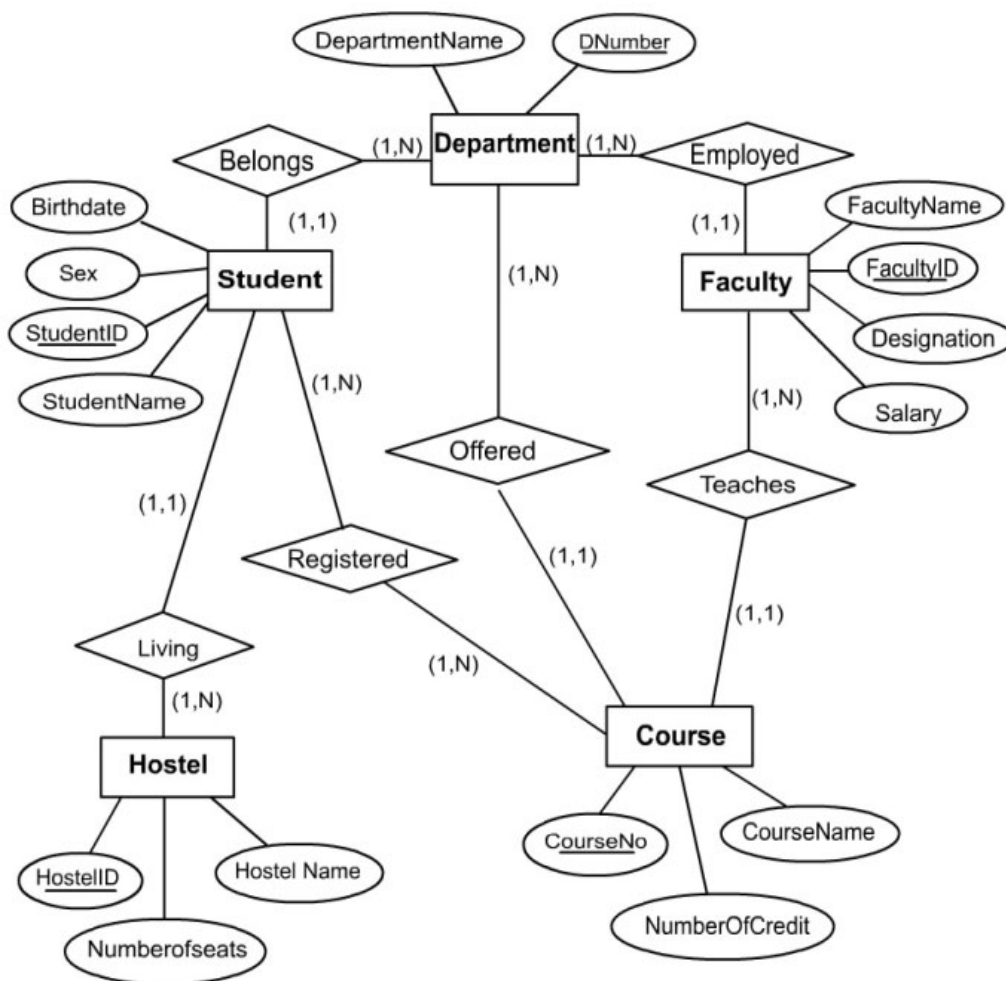 DepartmentName
DNumber
Department
Belongs
(1,N)
(1,N)
Employed
Birthdate
(1,1)
(1,1)
FacultyName
Sex
Student
Faculty
FacultyID
StudentID
(1,N)
Designation
StudentName
(1,N)
(1,N)
Salary
Offered
Teaches
(1,1)
Registered
(1,1)
(1,1)
Living
(1,N)
(1,N)
Hostel
Course
CourseNo
CourseName
HostelID
Hostel Name
NumberOfCredit
Numberofseats